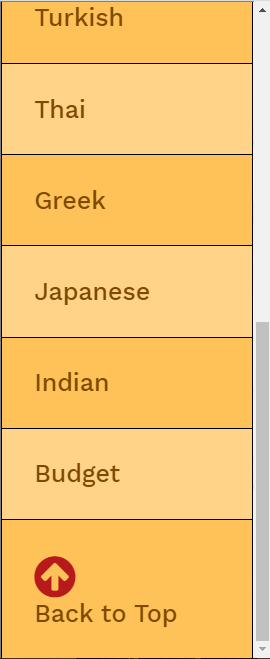 Turkish
Thai
Greek
Japanese
Indian
Budget
Back to Top